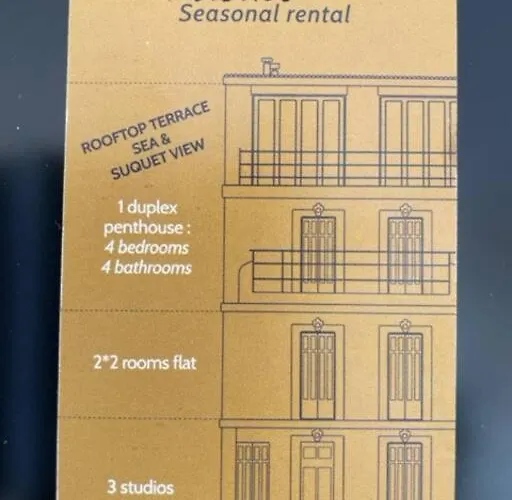 Seasonal rental
ROOFTOP TERRACE
SEA &
SUQUET VIEW
1 duplex
penthouse :
4 bedrooms
4 bathrooms
2*2 rooms flat
3 studios